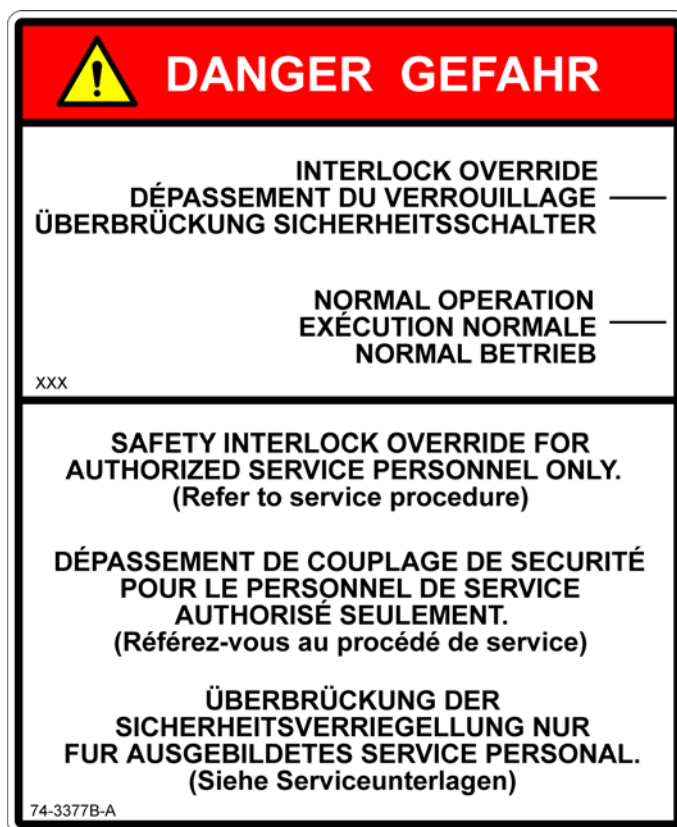 DANGER GEFAHR
INTERLOCK OVERRIDE
DÉPASSEMENT DU VERROUILLAGE
ÜBERBRÜCKUNG SICHERHEITSSCHALTER
NORMAL OPERATION
EXÉCUTION NORMALE
NORMAL BETRIEB
XXX
SAFETY INTERLOCK OVERRIDE FOR
AUTHORIZED SERVICE PERSONNEL ONLY.
(Refer to service procedure)
DÉPASSEMENT DE COUPLAGE DE SECURITÉ
POUR LE PERSONNEL DE SERVICE
AUTHORISÉ SEULEMENT.
(Référez-vous au procédé de service)
ÜBERBRÜCKUNG DER
SICHERHEITSVERRIEGELLUNG NUR
FUR AUSGEBILDETES SERVICE PERSONAL.
(Siehe Serviceunterlagen)
74-3377B-A